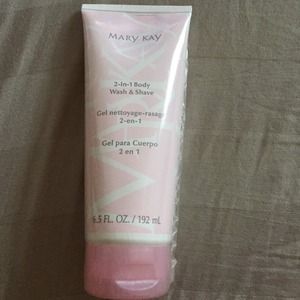 MARY KAY
2-in-1 Body
Wash & Shave
Gel nettoyage-rasage
2-en-1
Gel para Cuerpo
2 en 1
6.5 FL. OZ. / 192 mL